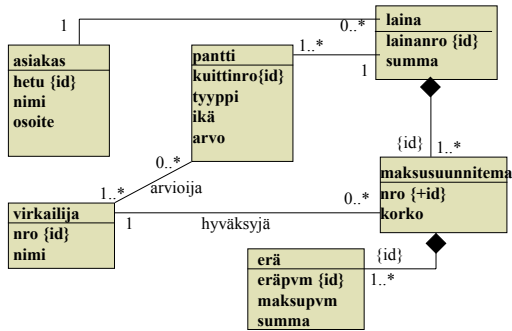 laina
lainanro {id}
summa
1
0..*
asiakas
hetu {id}
nimi
osoite
pantti
kuittinro{id}
tyyppi
ikä
arvo
1..*
1
{id}
1..*
maksusuunnitema
nro {+id}
korko
0..*
arvioija
1..*
virkailija
nro {id}
nimi
1
hyväksyjä
0..*
erä
eräpvm {id}
maksupvm
summa
{id}
1..*